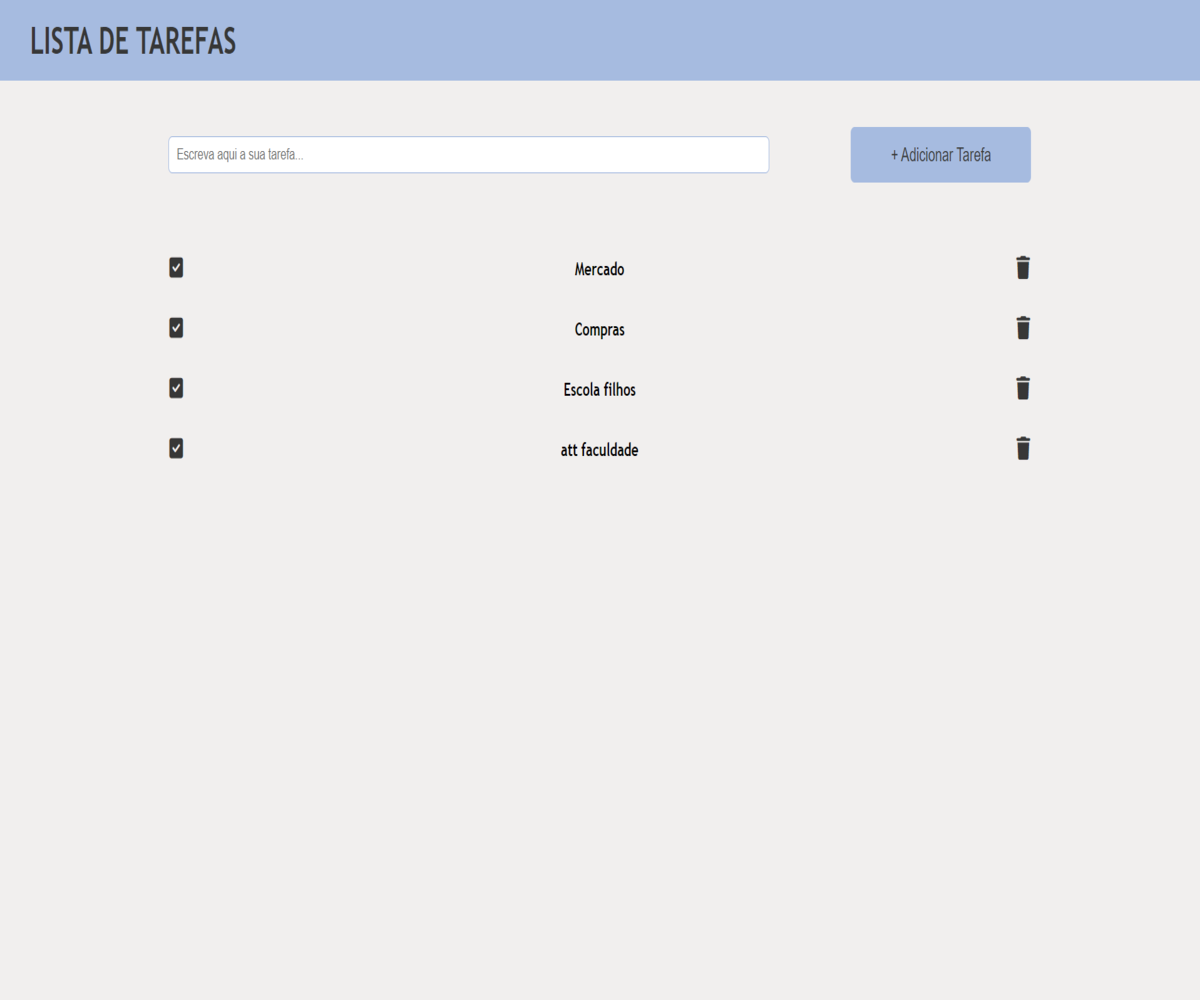 LISTA DE TAREFAS
Escreva aqui a sua tarefa...
+ Adicionar Tarefa
Mercado
Compras
Escola filhos
att faculdade